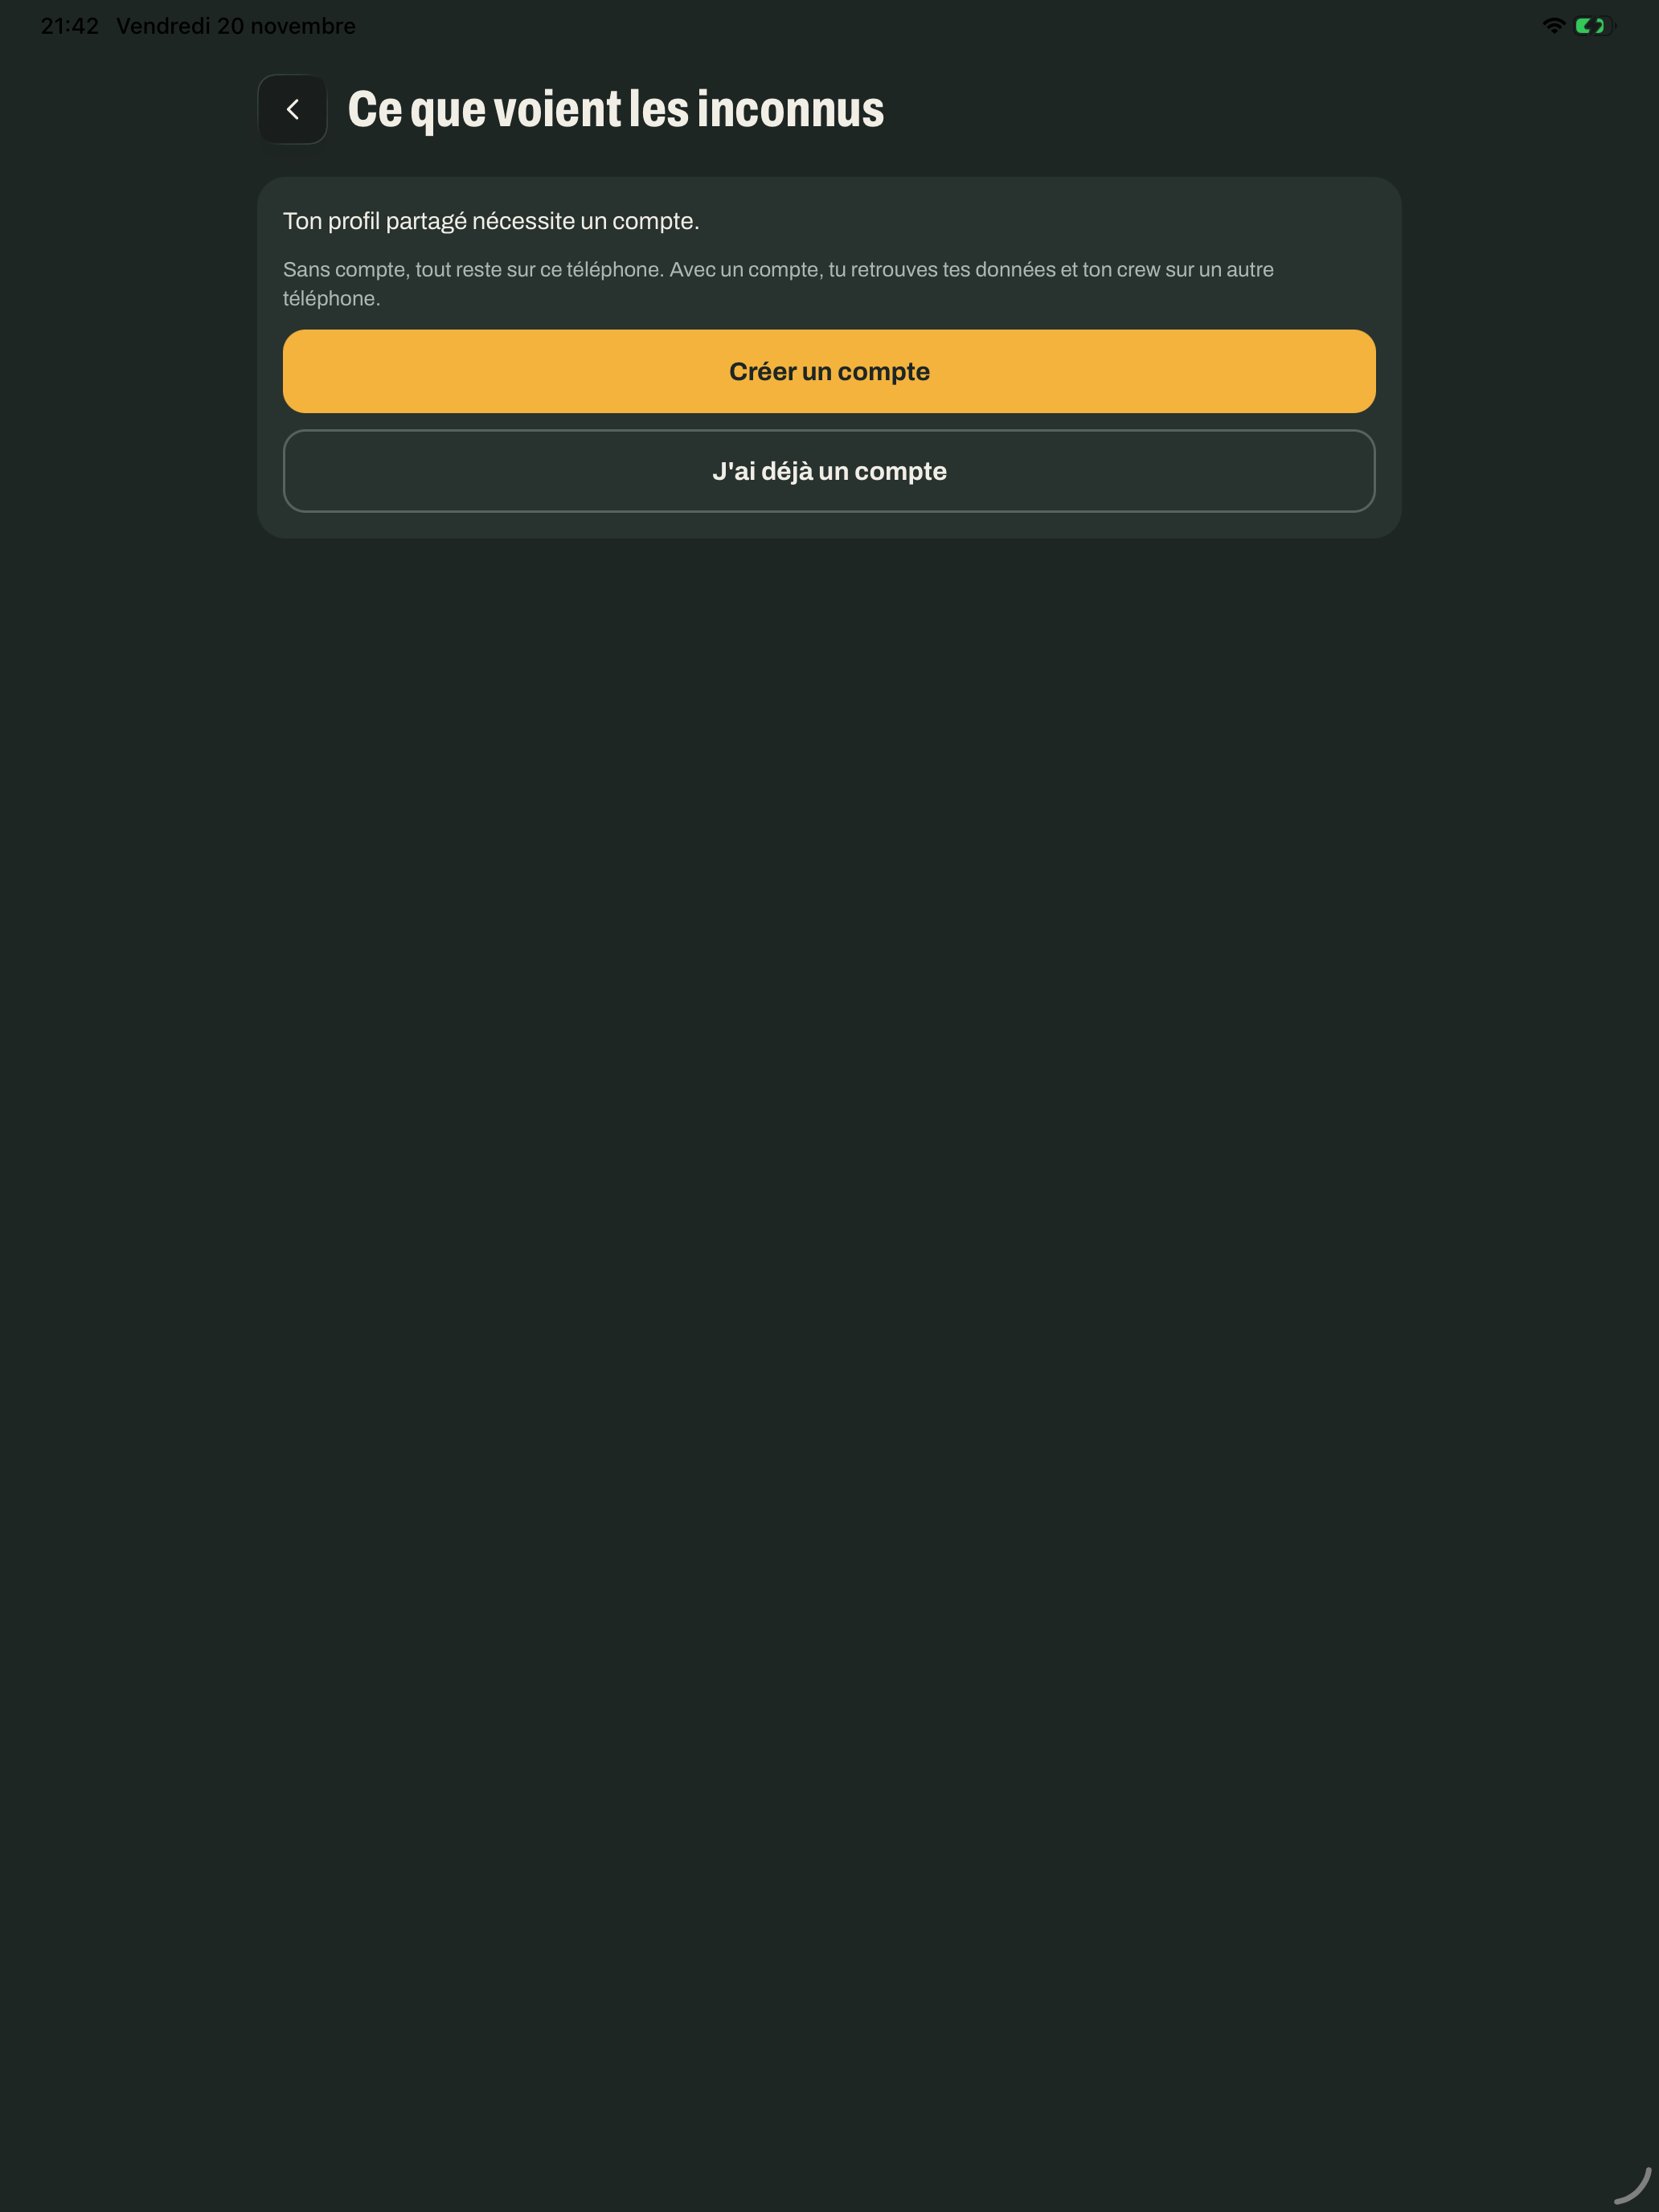 21:42 Vendredi 20 novembre
Ce que voient les inconnus
Ton profil partagé nécessite un compte.
Sans compte, tout reste sur ce téléphone. Avec un compte, tu retrouves tes données et ton crew sur un autre
téléphone.
Créer un compte
J'ai déjà un compte